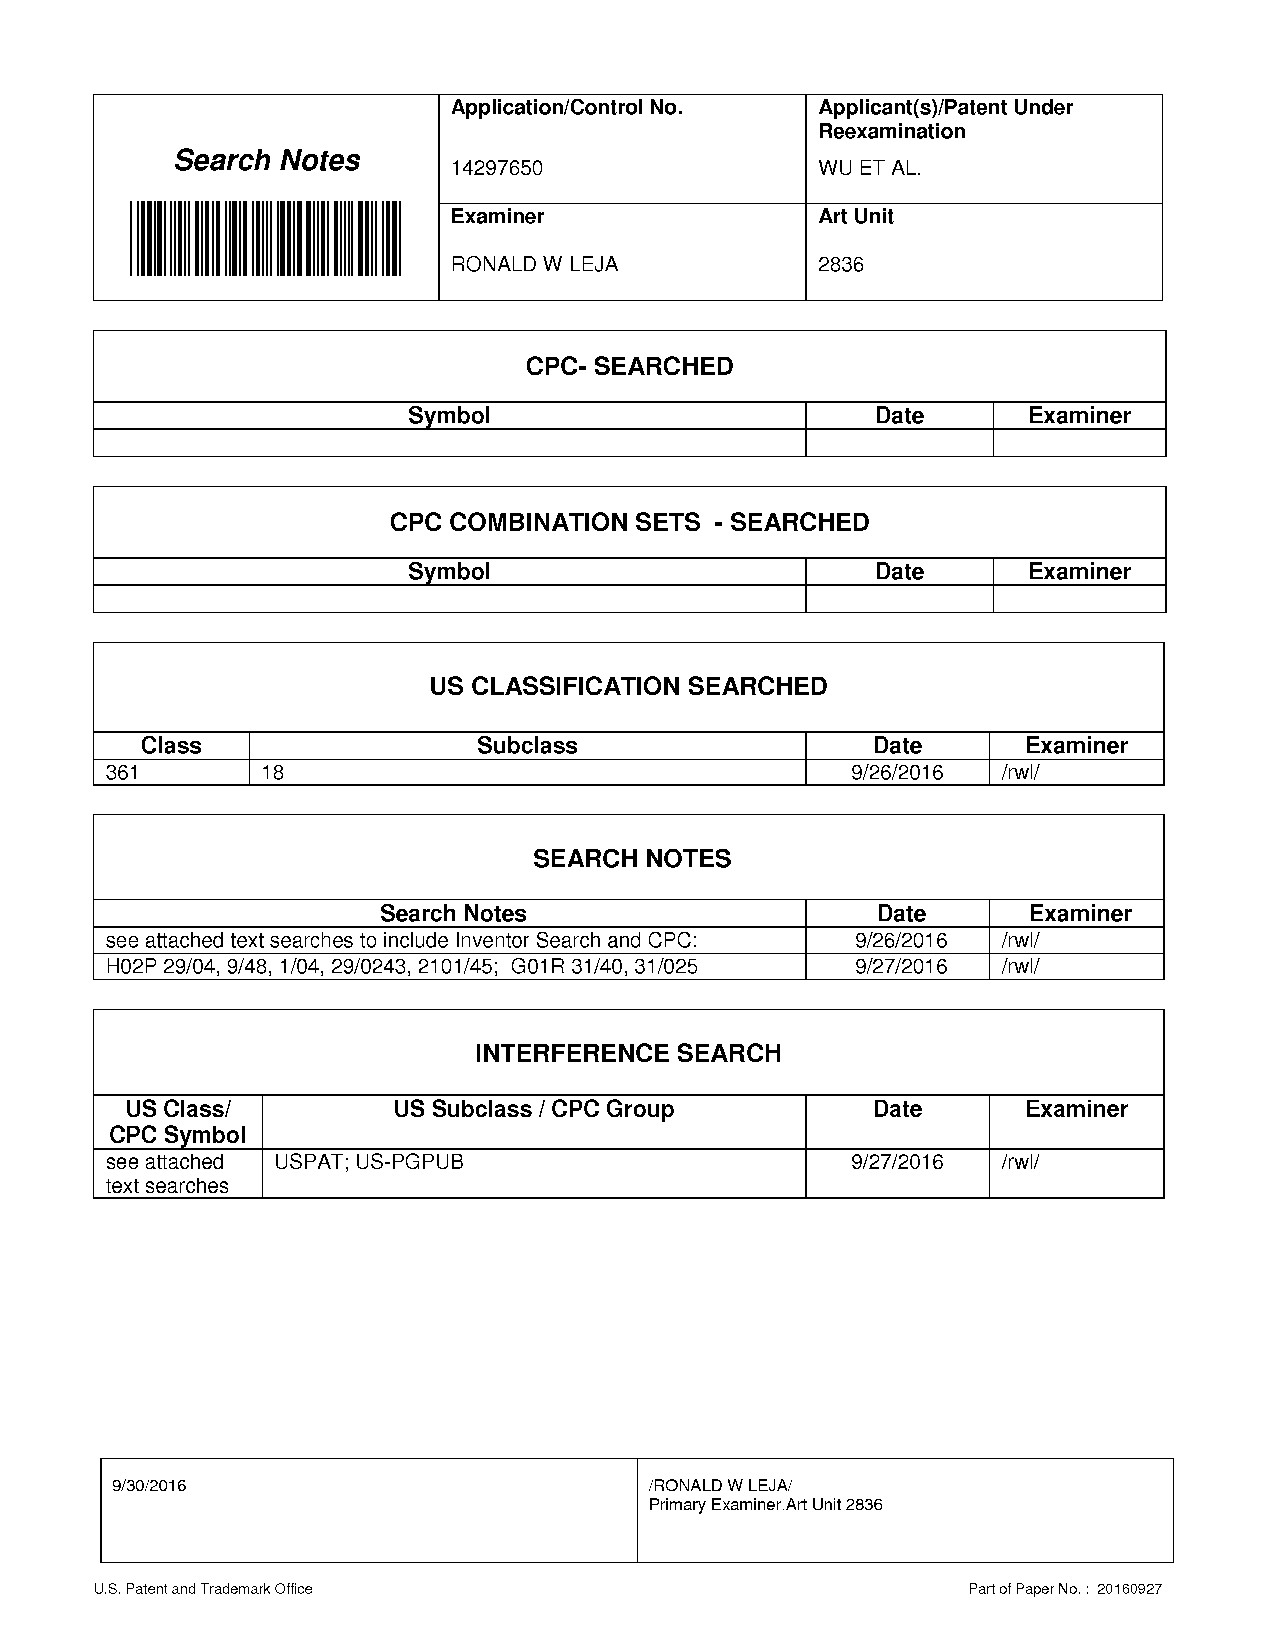 Search Notes
Application/Control No.
14297650
Applicant(s)/Patent Under
Reexamination
WU ET AL.
Examiner
RONALD W LEJA
Art Unit
2836
CPC- SEARCHED
Symbol Date Examiner
CPC COMBINATION SETS - SEARCHED
Symbol Date Examiner
US CLASSIFICATION SEARCHED
Class Subclass Date Examiner
361 18 9/26/2016 /rwl/
SEARCH NOTES
Search Notes Date Examiner
see attached text searches to include Inventor Search and CPC: 9/26/2016 /rwl/
H02P 29/04, 9/48, 1/04, 29/0243, 2101/45; G01R 31/40, 31/025 9/27/2016 /rwl/
INTERFERENCE SEARCH
US Class/
CPC Symbol
US Subclass / CPC Group Date Examiner
see attached
text searches
USPAT; US-PGPUB 9/27/2016 /rwl/
9/30/2016
/RONALD W LEJA/
Primary Examiner.Art Unit 2836
U.S. Patent and Trademark Office Part of Paper No. : 20160927